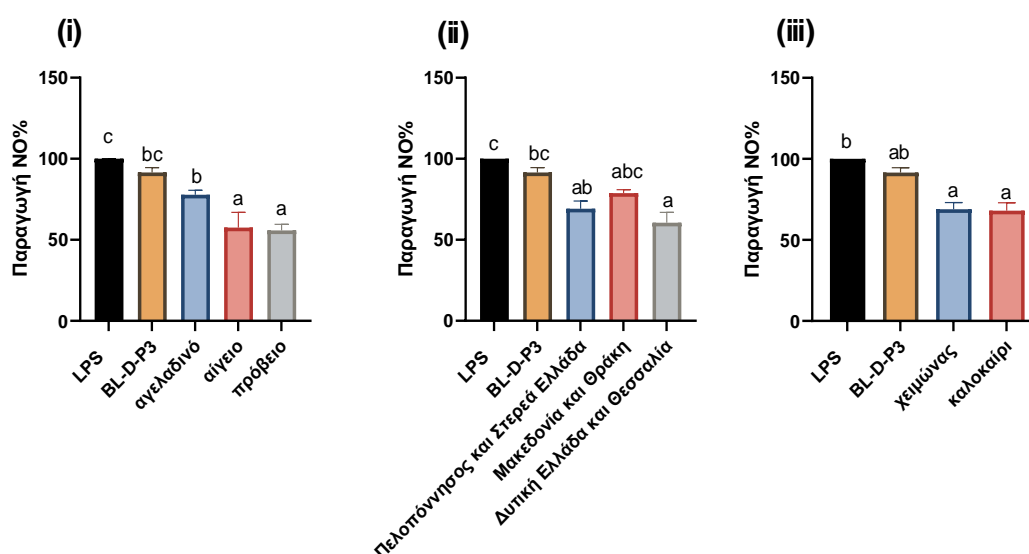 (i)
Παραγωγή NO%
150
100
50
0
c
bc
b
a
a
LPS
BL-D-P3
αγελαδινό
αίγειο
πρόβειο
(ii)
Παραγωγή NO%
150
100
50
0
c
bc
ab
abc
a
LPS
BL-D-P3
Πελοπόννησος και Στερεά Ελλάδα
Μακεδονία και Θράκη
Δυτική Ελλάδα και Θεσσαλία
(iii)
Παραγωγή NO%
150
100
50
0
b
ab
a
a
LPS
BL-D-P3
χειμώνας
καλοκαίρι